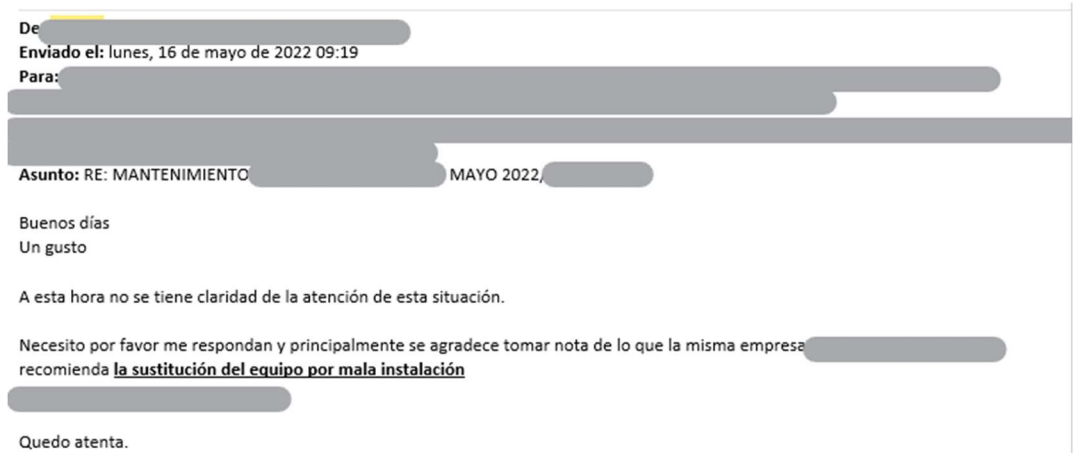 De
Enviado el: lunes, 16 de mayo de 2022 09:19
Para:
Asunto: RE: MANTENIMIENTO MAYO 2022,
Buenos días
Un gusto
A esta hora no se tiene claridad de la atención de esta situación.
Necesito por favor me respondan y principalmente se agradece tomar nota de lo que la misma empresa
recomienda la sustitución del equipo por mala instalación
Quedo atenta.